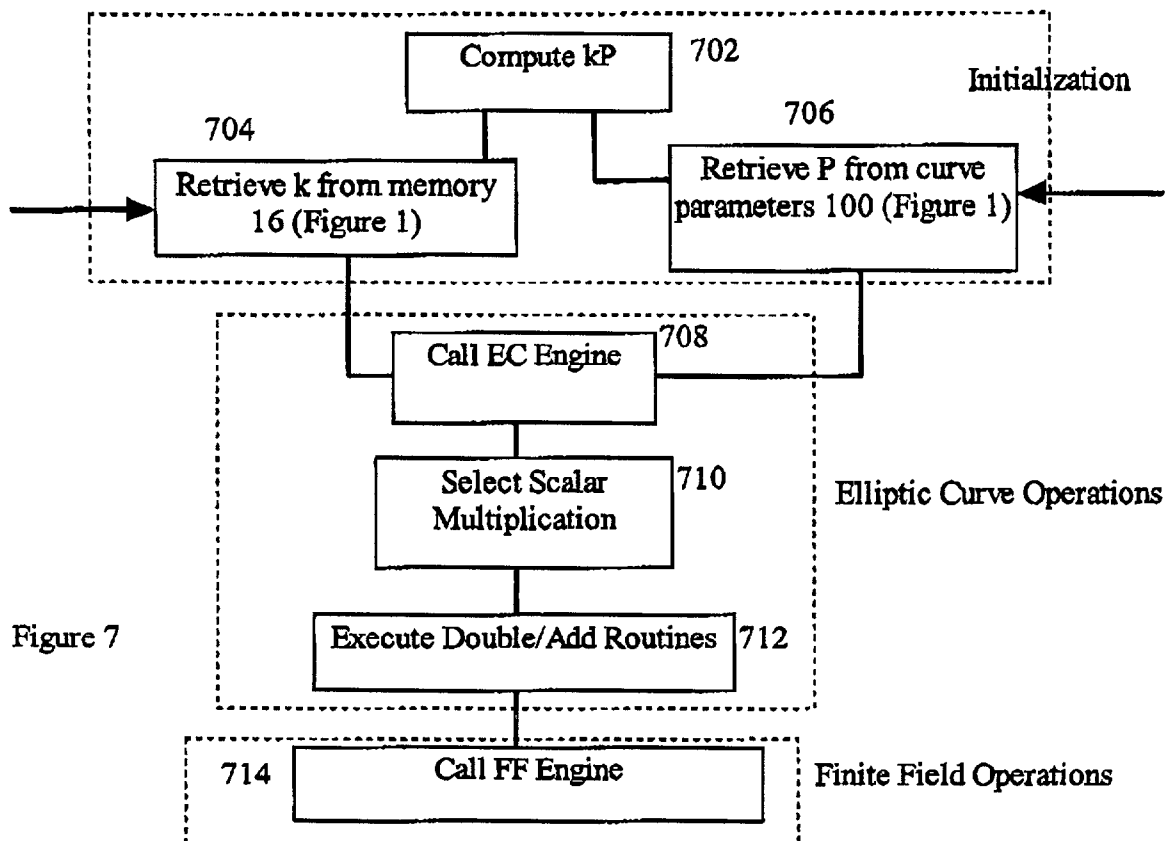 Compute kP
702
Initialization
704
706
Retrieve k from memory
16 (Figure 1)
Retrieve P from curve
parameters 100 (Figure 1)
Call EC Engine
708
Select Scalar
Multiplication
710
Elliptic Curve Operations
Figure 7
Execute Double/Add Routines
712
714
Call FF Engine
Finite Field Operations